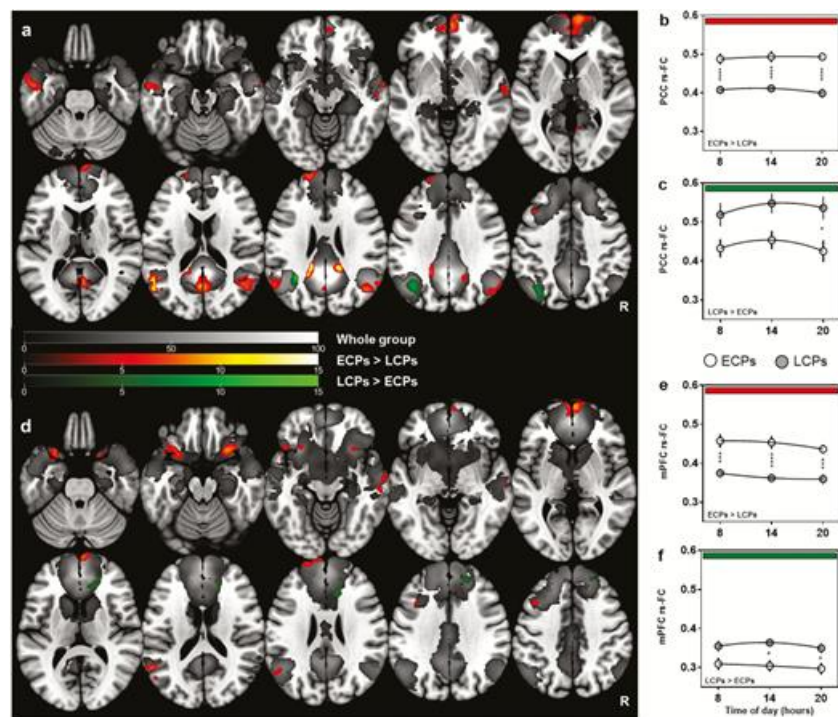 a
R
0 50 100
Whole group
0 5 10 15
ECPs > LCPs
0 5 10 15
LCPs > ECPs
d
R
b
0.6
0.5
0.4
0.3
PCC rs-FC
ECPs > LCPs
8 14 20
c
0.6
0.5
0.4
0.3
PCC rs-FC
LCPs > ECPs
8 14 20
ECPs LCPs
e
0.6
0.5
0.4
0.3
mPFC rs-FC
ECPs > LCPs
8 14 20
f
0.6
0.5
0.4
0.3
mPFC rs-FC
LCPs > ECPs
8 14 20
Time of day (hours)